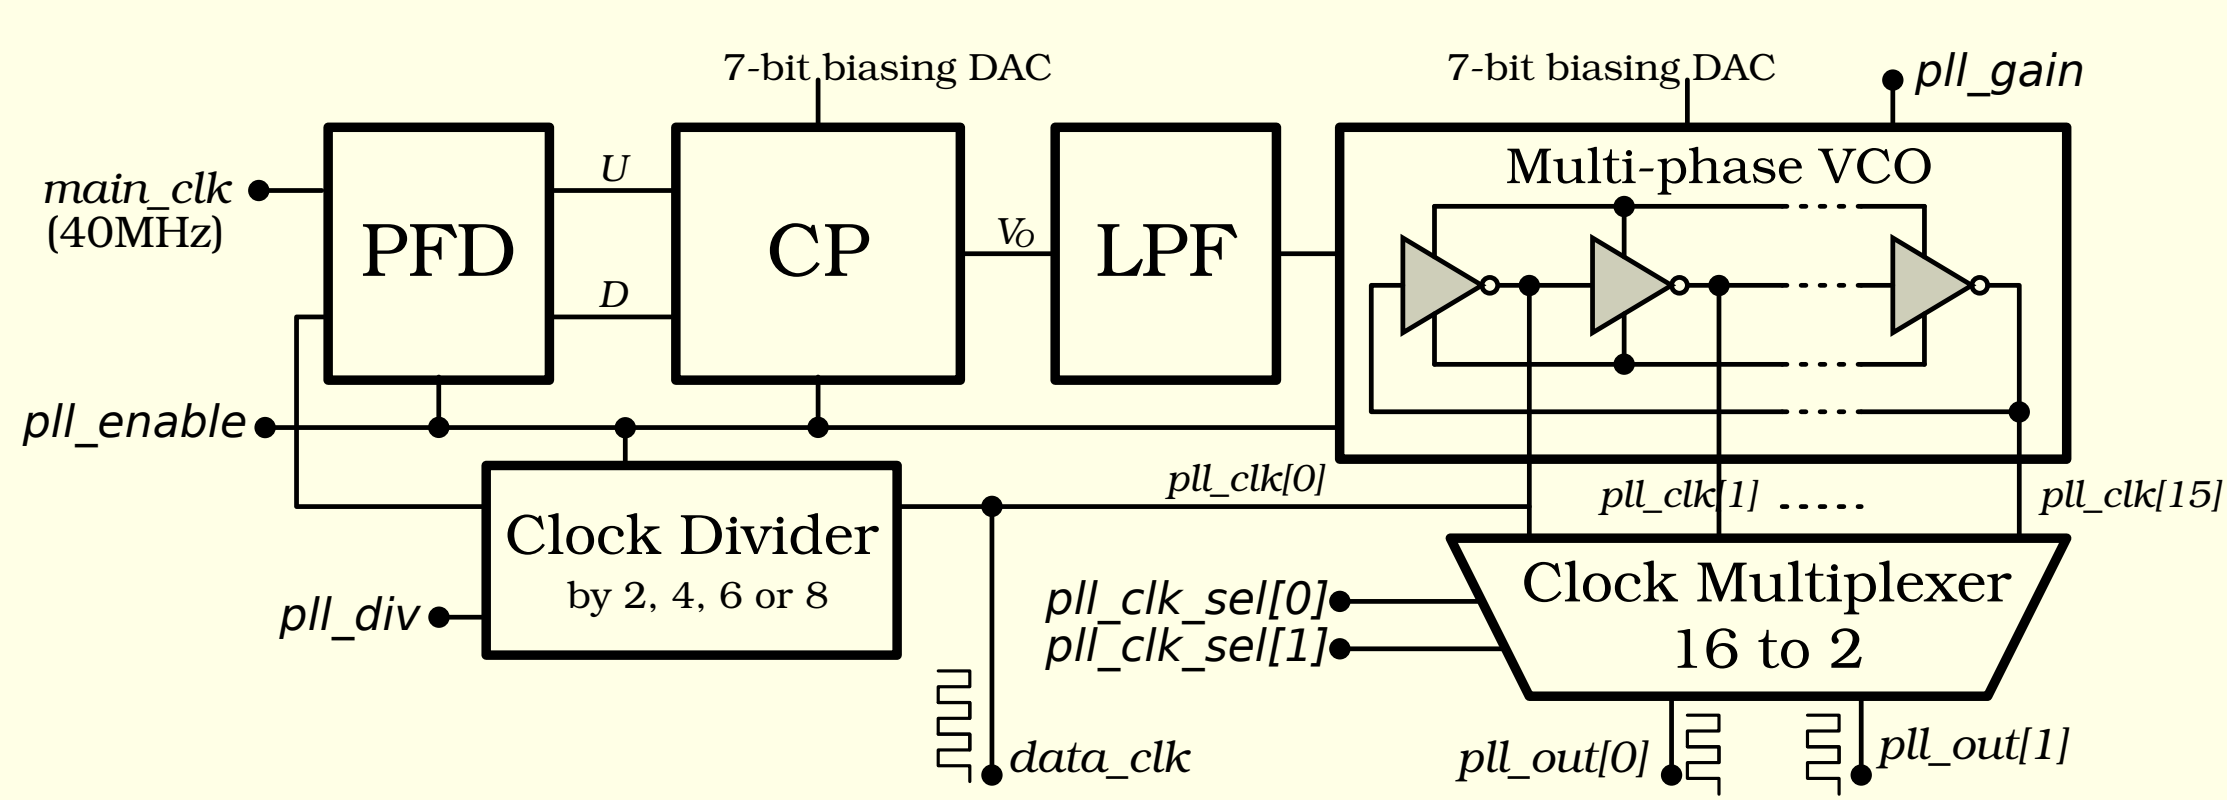 7-bit biasing DAC
7-bit biasing DAC
pll_gain
main_clk
(40MHz)
PFD
U
D
CP
VO
LPF
Multi-phase VCO
pll_enable
Clock Divider
by 2, 4, 6 or 8
pll_div
pll_clk[0]
pll_clk[1]
pll_clk[15]
Clock Multiplexer
16 to 2
pll_clk_sel[0]
pll_clk_sel[1]
data_clk
pll_out[0]
pll_out[1]